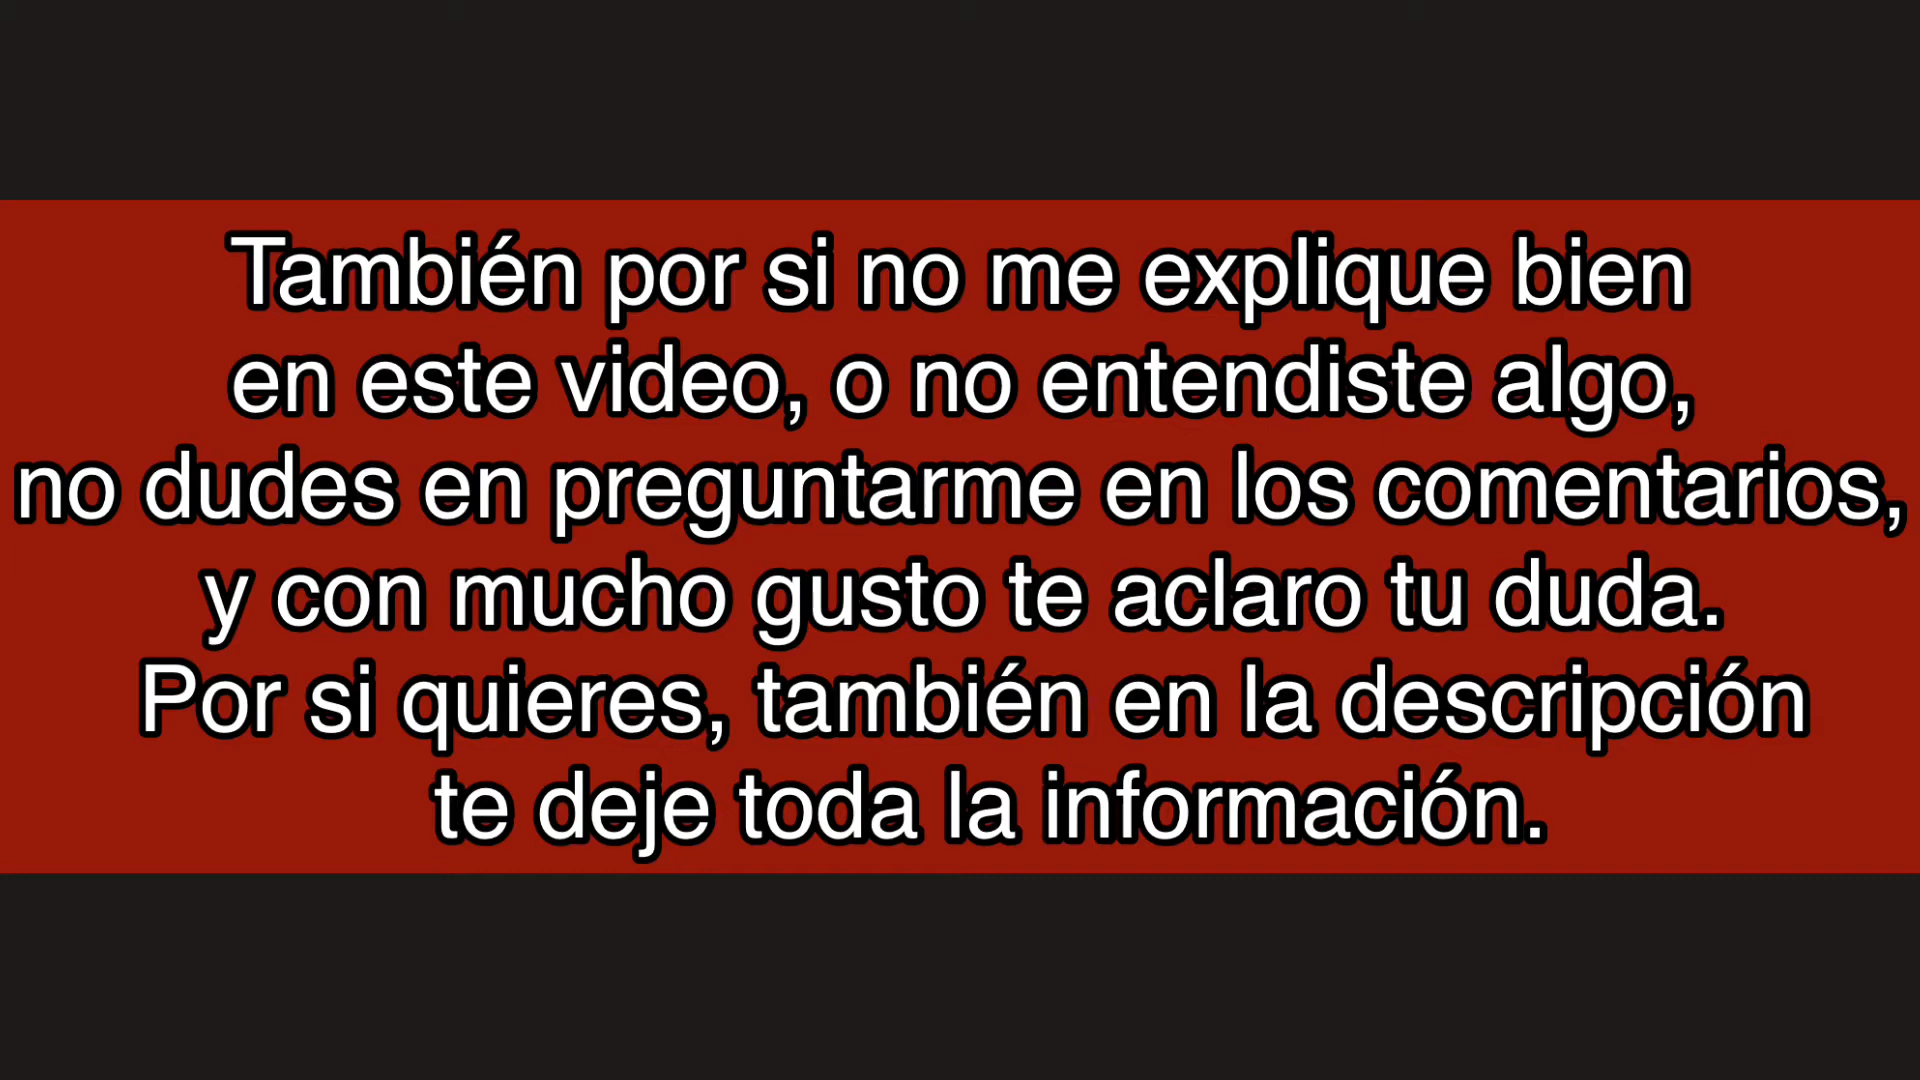 También por si no me explique bien
en este video, o no entendiste algo,
no dudes en preguntarme en los comentarios,
y con mucho gusto te aclaro tu duda.
Por si quieres, también en la descripción
te deje toda la información.